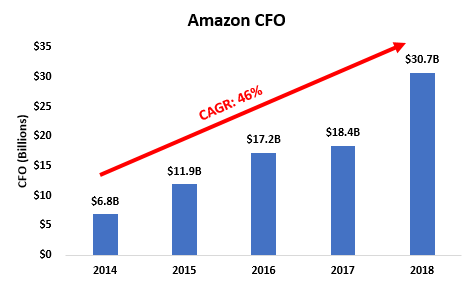 Amazon CFO
$35
$30
$25
$20
$15
$10
$5
$0
CFO (Billions)
CAGR: 46%
$6.8B
$11.9B
$17.2B
$18.4B
$30.7B
2014 2015 2016 2017 2018